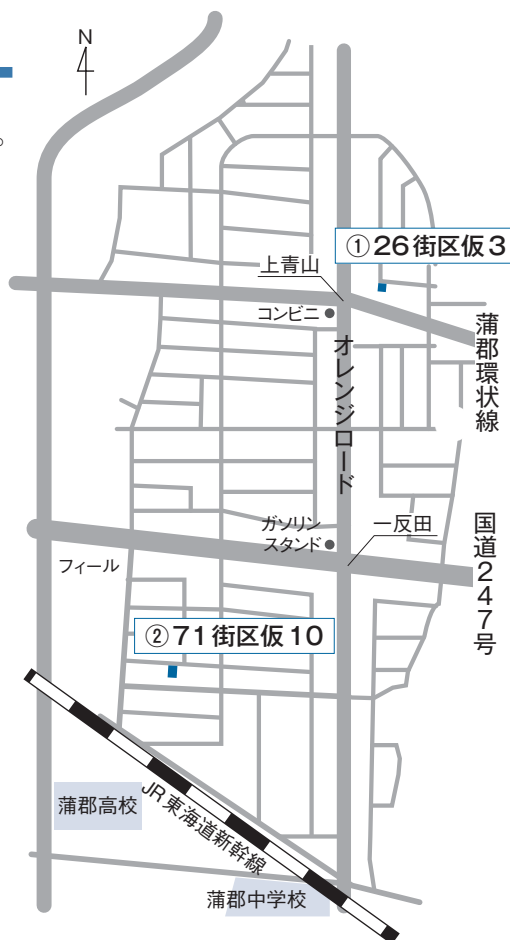 N
。
①26街区仮3
上青山
コンビニ
オレンジロード
蒲郡環状線
ガソリン
スタンド
一反田
国道247号
フィール
②71街区仮10
JR東海道新幹線
蒲郡高校
蒲郡中学校